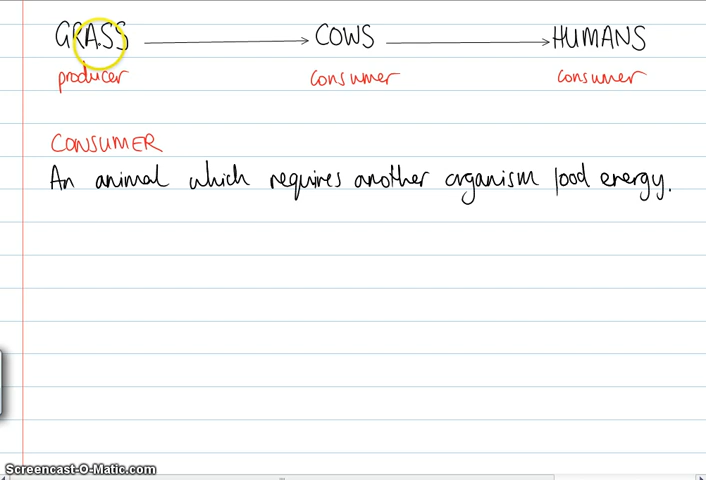 GRASS COWS HUMANS
producer consumer consumer
CONSUMER
An animal which requires another organism food energy.
Screencast-O-Matic.com